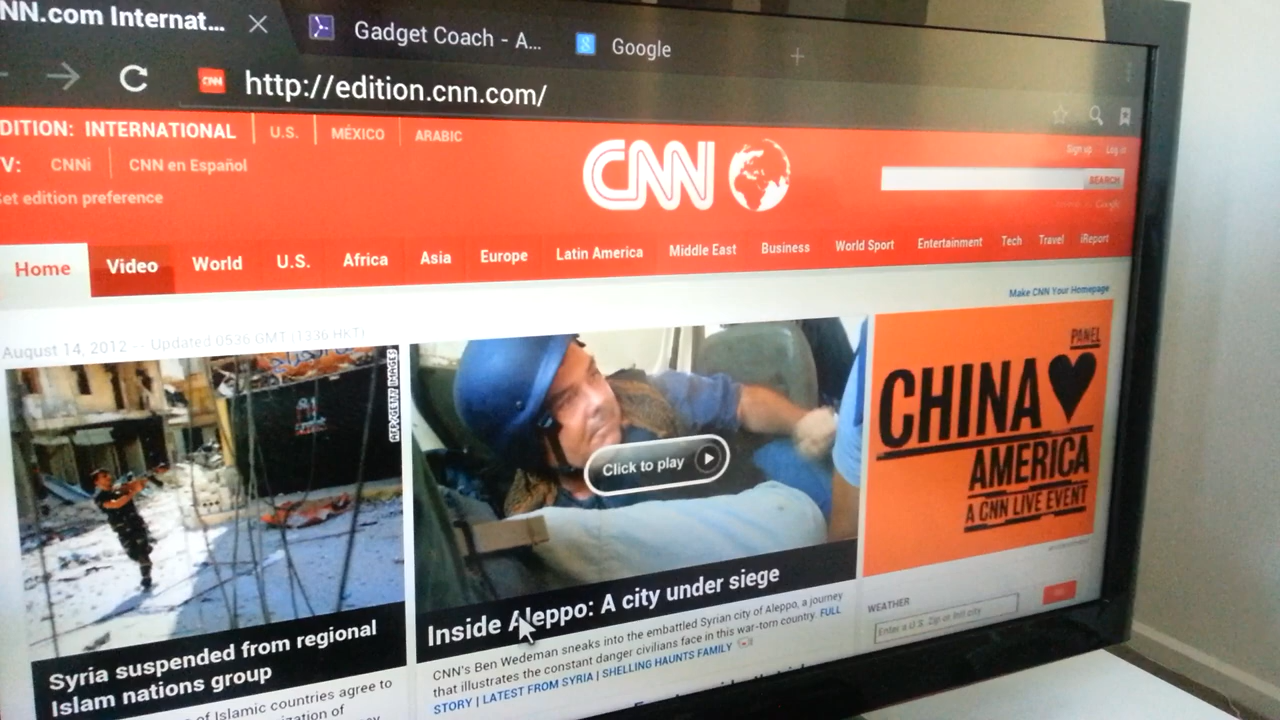 NN.com Internat...
Gadget Coach - A...
Google
http://edition.cnn.com/
DITION: INTERNATIONAL
U.S.
MÉXICO
ARABIC
V: CNNi
CNN en Español
et edition preference
CNN
Sign up
Log in
SEARCH
Google
Home
Video
World
U.S.
Africa
Asia
Europe
Latin America
Middle East
Business
World Sport
Entertainment
Tech
Travel
iReport
Make CNN Your Homepage
August 14, 2012 -- Updated 0536 GMT (1336 HKT)
AFP/GETTY IMAGES
Syria suspended from regional
Islam nations group
of Islamic countries agree to
Click to play
Inside Aleppo: A city under siege
CNN's Ben Wedeman sneaks into the embattled Syrian city of Aleppo, a journey
that illustrates the constant danger civilians face in this war-torn country. FULL
STORY | LATEST FROM SYRIA | SHELLING HAUNTS FAMILY
PANEL
CHINA
AMERICA
A CNN LIVE EVENT
WEATHER
Enter a U.S. Zip or Intl city